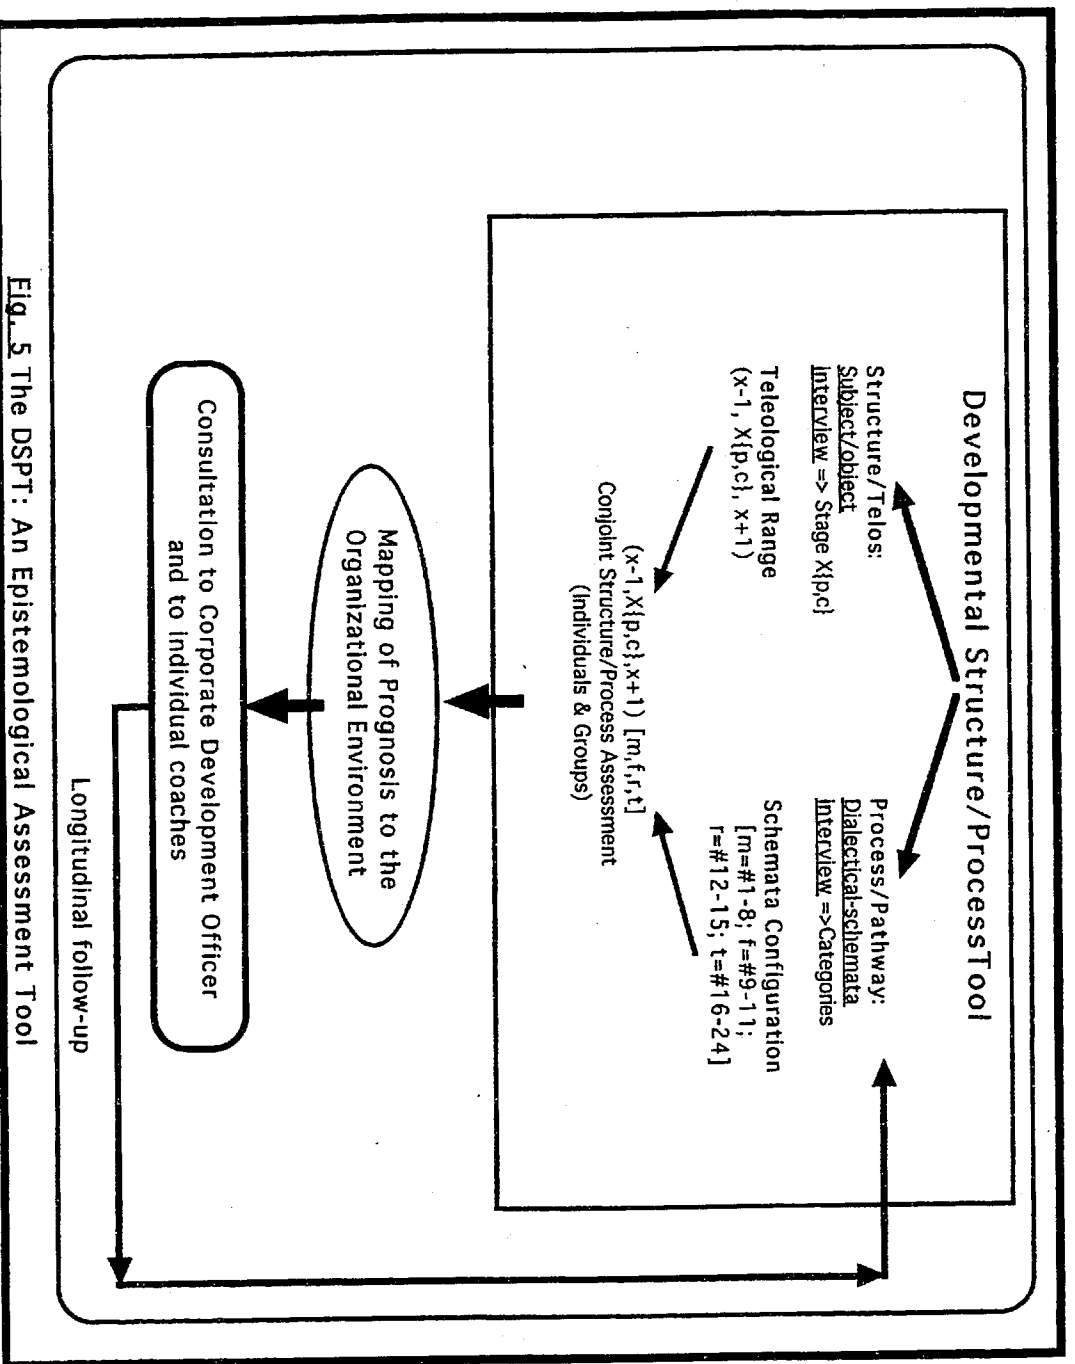 Developmental Structure/ProcessTool
Structure/Telos:
Subject/object
interview => Stage X{p,c}
Process/Pathway:
Dialectical-schemata
interview =>Categories
Teleological Range
(x-1, X{p,c}, x+1)
Schemata Configuration
[m=#1-8; f=#9-11;
r=#12-15; t=#16-24]
(x-1,X{p,c},x+1) [m,f,r,t]
Conjoint Structure/Process Assessment
(Individuals & Groups)
Mapping of Prognosis to the
Organizational Environment
Consultation to Corporate Development Officer
and to individual coaches
Longitudinal follow-up
Fig. 5 The DSPT: An Epistemological Assessment Tool